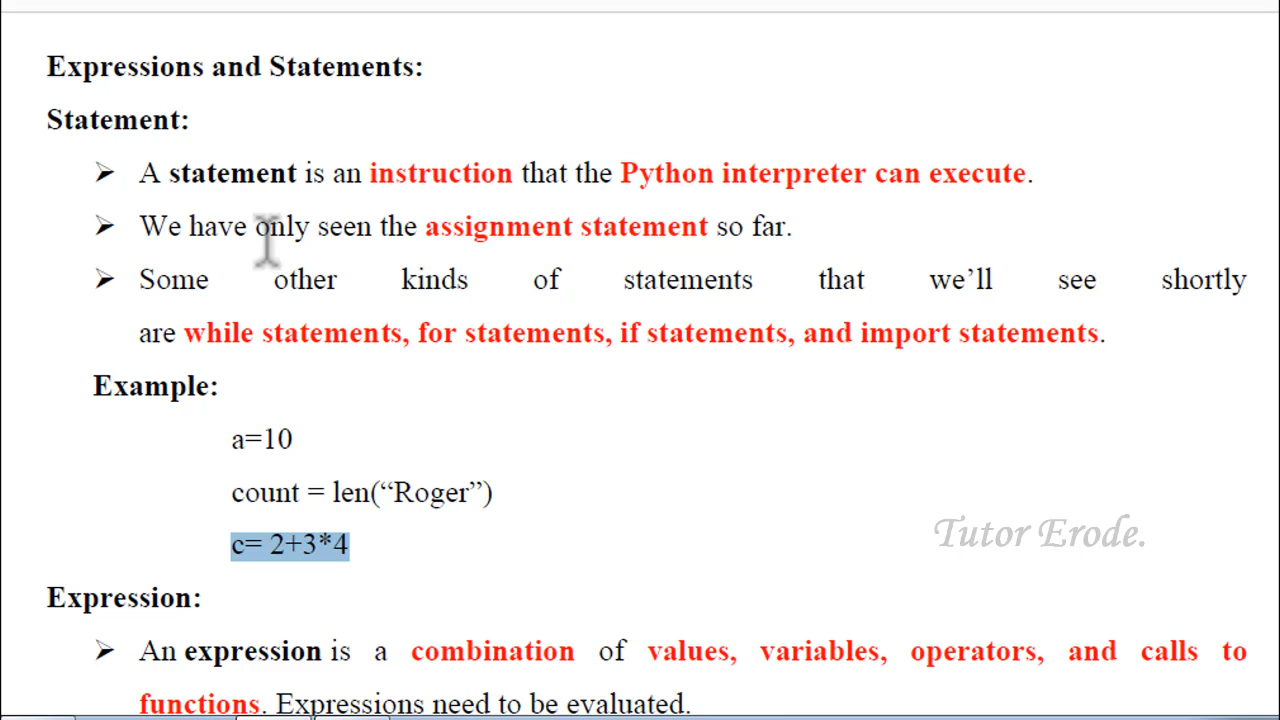 Expressions and Statements:
Statement:
➢ A statement is an instruction that the Python interpreter can execute.
➢ We have only seen the assignment statement so far.
➢ Some other kinds of statements that we’ll see shortly
are while statements, for statements, if statements, and import statements.
Example:
a=10
count = len(“Roger”)
c= 2+3*4
Tutor Erode.
Expression:
➢ An expression is a combination of values, variables, operators, and calls to
functions. Expressions need to be evaluated.